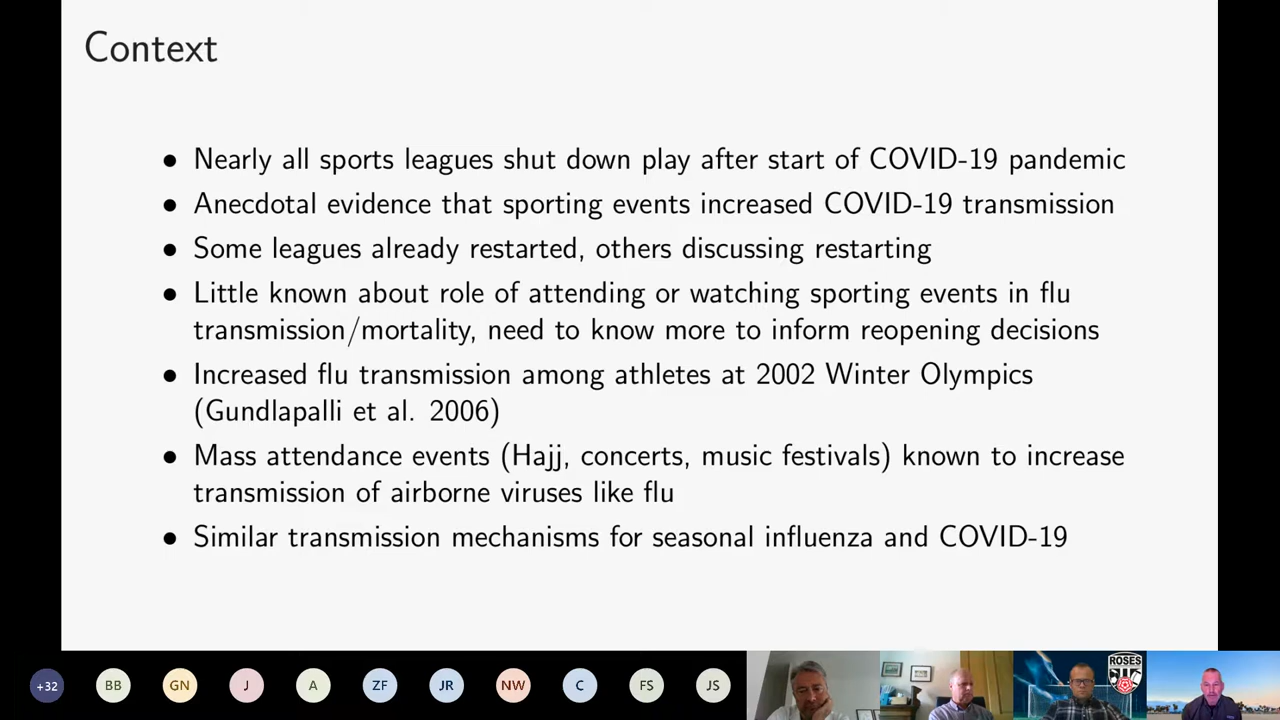 Context
• Nearly all sports leagues shut down play after start of COVID-19 pandemic
• Anecdotal evidence that sporting events increased COVID-19 transmission
• Some leagues already restarted, others discussing restarting
• Little known about role of attending or watching sporting events in flu
transmission/mortality, need to know more to inform reopening decisions
• Increased flu transmission among athletes at 2002 Winter Olympics
(Gundlapalli et al. 2006)
• Mass attendance events (Hajj, concerts, music festivals) known to increase
transmission of airborne viruses like flu
• Similar transmission mechanisms for seasonal influenza and COVID-19
+32 BB GN J A ZF JR NW C FS JS
ROSES